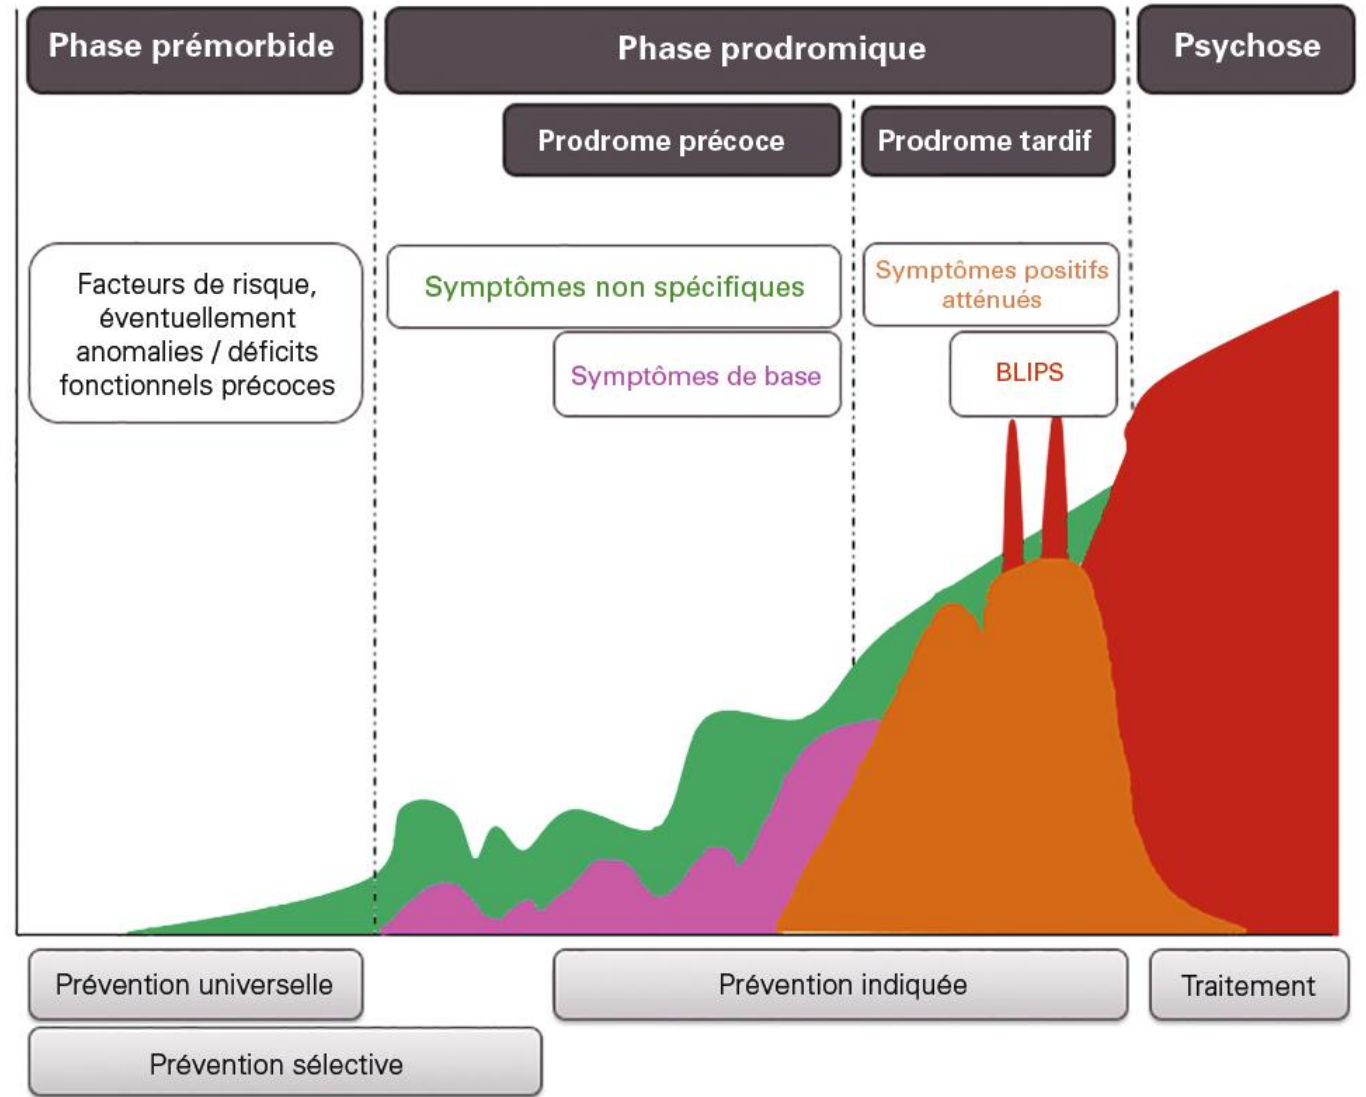 Phase prémorbide
Phase prodromique
Psychose
Prodrome précoce
Prodrome tardif
Facteurs de risque,
éventuellement
anomalies / déficits
fonctionnels précoces
Symptômes non spécifiques
Symptômes positifs
atténués
Symptômes de base
BLIPS
Prévention universelle
Prévention indiquée
Traitement
Prévention sélective